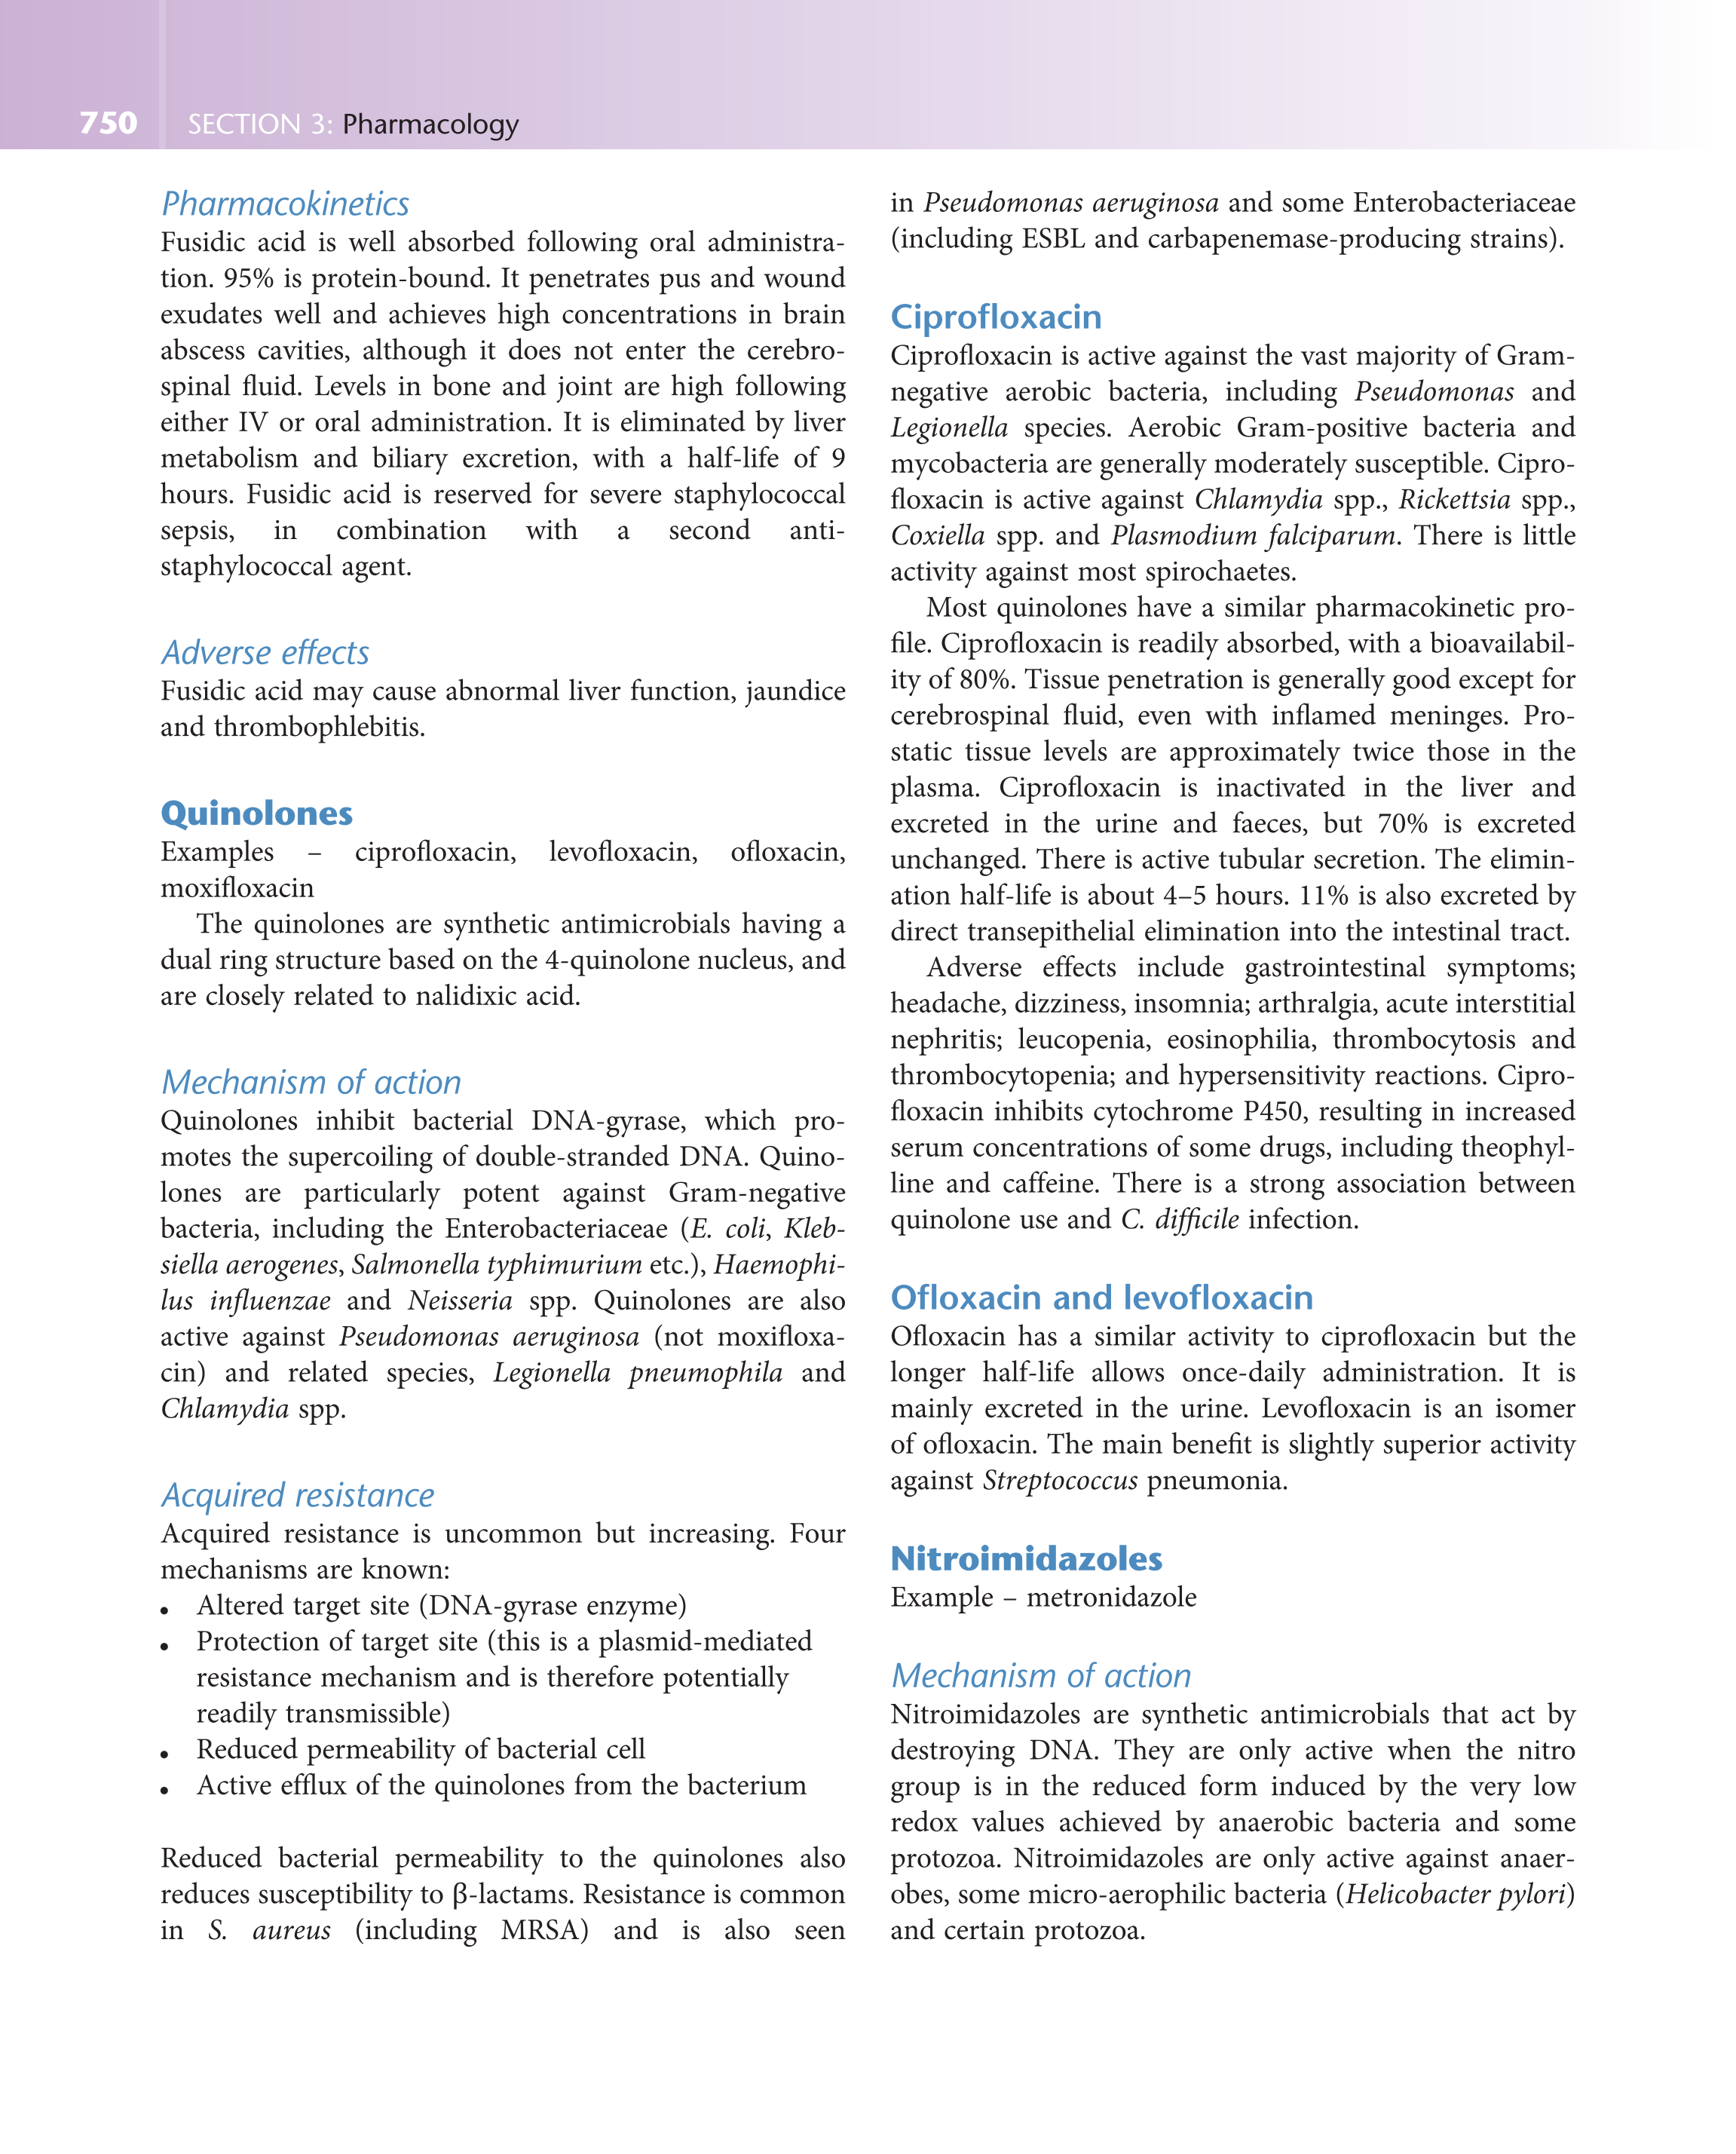 750 SECTION 3: Pharmacology
Pharmacokinetics
Fusidic acid is well absorbed following oral administra-
tion. 95% is protein-bound. It penetrates pus and wound
exudates well and achieves high concentrations in brain
abscess cavities, although it does not enter the cerebro-
spinal fluid. Levels in bone and joint are high following
either IV or oral administration. It is eliminated by liver
metabolism and biliary excretion, with a half-life of 9
hours. Fusidic acid is reserved for severe staphylococcal
sepsis, in combination with a second anti-
staphylococcal agent.
Adverse effects
Fusidic acid may cause abnormal liver function, jaundice
and thrombophlebitis.
Quinolones
Examples – ciprofloxacin, levofloxacin, ofloxacin,
moxifloxacin
The quinolones are synthetic antimicrobials having a
dual ring structure based on the 4-quinolone nucleus, and
are closely related to nalidixic acid.
Mechanism of action
Quinolones inhibit bacterial DNA-gyrase, which pro-
motes the supercoiling of double-stranded DNA. Quino-
lones are particularly potent against Gram-negative
bacteria, including the Enterobacteriaceae (E. coli, Kleb-
siella aerogenes, Salmonella typhimurium etc.), Haemophi-
lus influenzae and Neisseria spp. Quinolones are also
active against Pseudomonas aeruginosa (not moxifloxa-
cin) and related species, Legionella pneumophila and
Chlamydia spp.
Acquired resistance
Acquired resistance is uncommon but increasing. Four
mechanisms are known:
• Altered target site (DNA-gyrase enzyme)
• Protection of target site (this is a plasmid-mediated
resistance mechanism and is therefore potentially
readily transmissible)
• Reduced permeability of bacterial cell
• Active efflux of the quinolones from the bacterium
Reduced bacterial permeability to the quinolones also
reduces susceptibility to β-lactams. Resistance is common
in S. aureus (including MRSA) and is also seen
in Pseudomonas aeruginosa and some Enterobacteriaceae
(including ESBL and carbapenemase-producing strains).
Ciprofloxacin
Ciprofloxacin is active against the vast majority of Gram-
negative aerobic bacteria, including Pseudomonas and
Legionella species. Aerobic Gram-positive bacteria and
mycobacteria are generally moderately susceptible. Cipro-
floxacin is active against Chlamydia spp., Rickettsia spp.,
Coxiella spp. and Plasmodium falciparum. There is little
activity against most spirochaetes.
Most quinolones have a similar pharmacokinetic pro-
file. Ciprofloxacin is readily absorbed, with a bioavailabil-
ity of 80%. Tissue penetration is generally good except for
cerebrospinal fluid, even with inflamed meninges. Pro-
static tissue levels are approximately twice those in the
plasma. Ciprofloxacin is inactivated in the liver and
excreted in the urine and faeces, but 70% is excreted
unchanged. There is active tubular secretion. The elimin-
ation half-life is about 4–5 hours. 11% is also excreted by
direct transepithelial elimination into the intestinal tract.
Adverse effects include gastrointestinal symptoms;
headache, dizziness, insomnia; arthralgia, acute interstitial
nephritis; leucopenia, eosinophilia, thrombocytosis and
thrombocytopenia; and hypersensitivity reactions. Cipro-
floxacin inhibits cytochrome P450, resulting in increased
serum concentrations of some drugs, including theophyl-
line and caffeine. There is a strong association between
quinolone use and C. difficile infection.
Ofloxacin and levofloxacin
Ofloxacin has a similar activity to ciprofloxacin but the
longer half-life allows once-daily administration. It is
mainly excreted in the urine. Levofloxacin is an isomer
of ofloxacin. The main benefit is slightly superior activity
against Streptococcus pneumonia.
Nitroimidazoles
Example – metronidazole
Mechanism of action
Nitroimidazoles are synthetic antimicrobials that act by
destroying DNA. They are only active when the nitro
group is in the reduced form induced by the very low
redox values achieved by anaerobic bacteria and some
protozoa. Nitroimidazoles are only active against anaer-
obes, some micro-aerophilic bacteria (Helicobacter pylori)
and certain protozoa.